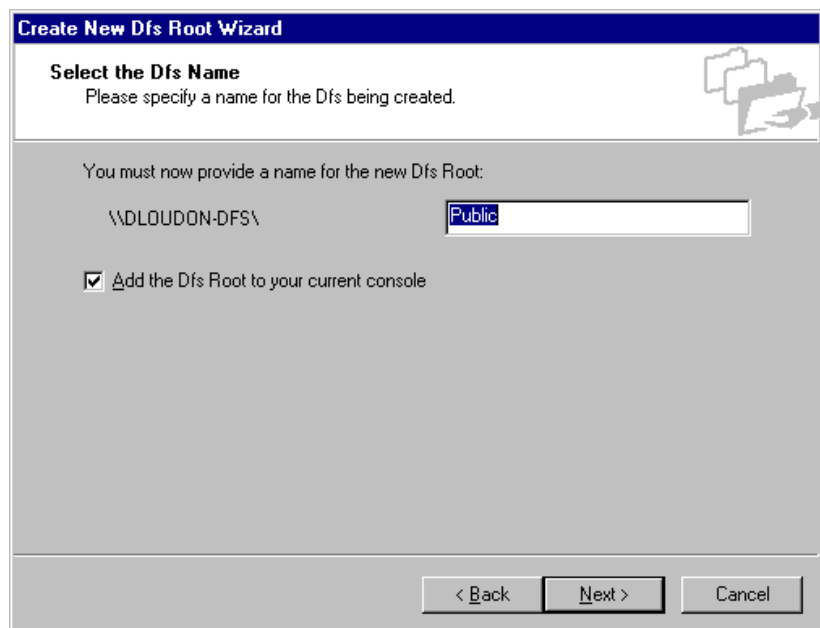 Create New Dfs Root Wizard
Select the Dfs Name
Please specify a name for the Dfs being created.
You must now provide a name for the new Dfs Root:
\\DLOUDON-DFS\ Public
Add the Dfs Root to your current console
< Back Next > Cancel